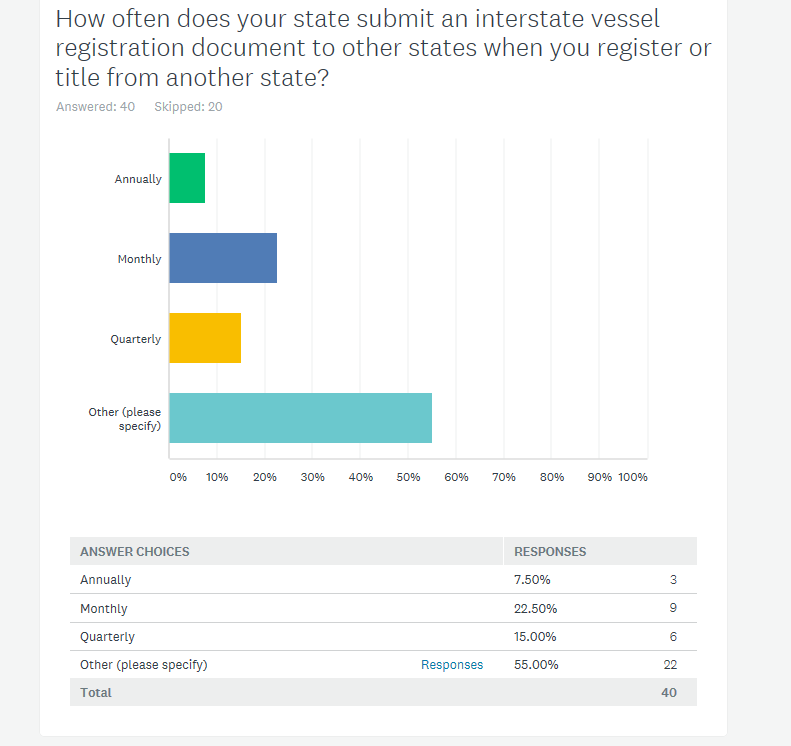 How often does your state submit an interstate vessel
registration document to other states when you register or
title from another state?
Answered: 40 Skipped: 20
Annually
Monthly
Quarterly
Other (please
specify)
0% 10% 20% 30% 40% 50% 60% 70% 80% 90% 100%
ANSWER CHOICES RESPONSES
Annually 7.50% 3
Monthly 22.50% 9
Quarterly 15.00% 6
Other (please specify) Responses 55.00% 22
Total 40